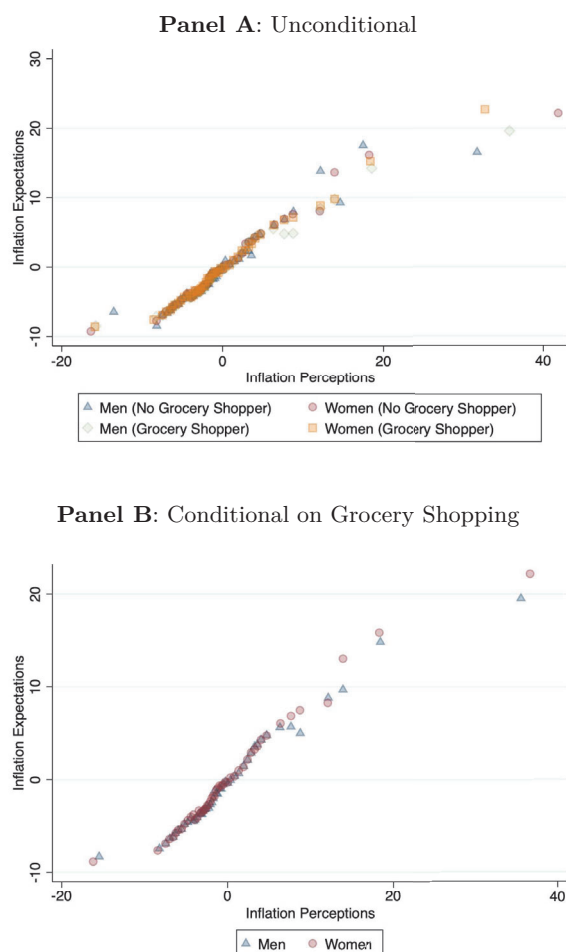 Panel A: Unconditional
30
20
10
0
-10
Inflation Expectations
-20 0 20 40
Inflation Perceptions
Men (No Grocery Shopper) Women (No Grocery Shopper)
Men (Grocery Shopper) Women (Grocery Shopper)
Panel B: Conditional on Grocery Shopping
20
10
0
-10
Inflation Expectations
-20 0 20 40
Inflation Perceptions
Men Women